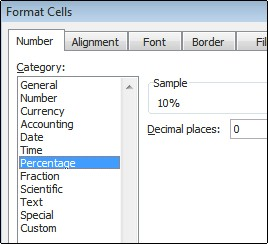 Format Cells
Number Alignment Font Border Fil
Category:
General
Number
Currency
Accounting
Date
Time
Percentage
Fraction
Scientific
Text
Special
Custom
Sample
10%
Decimal places: 0